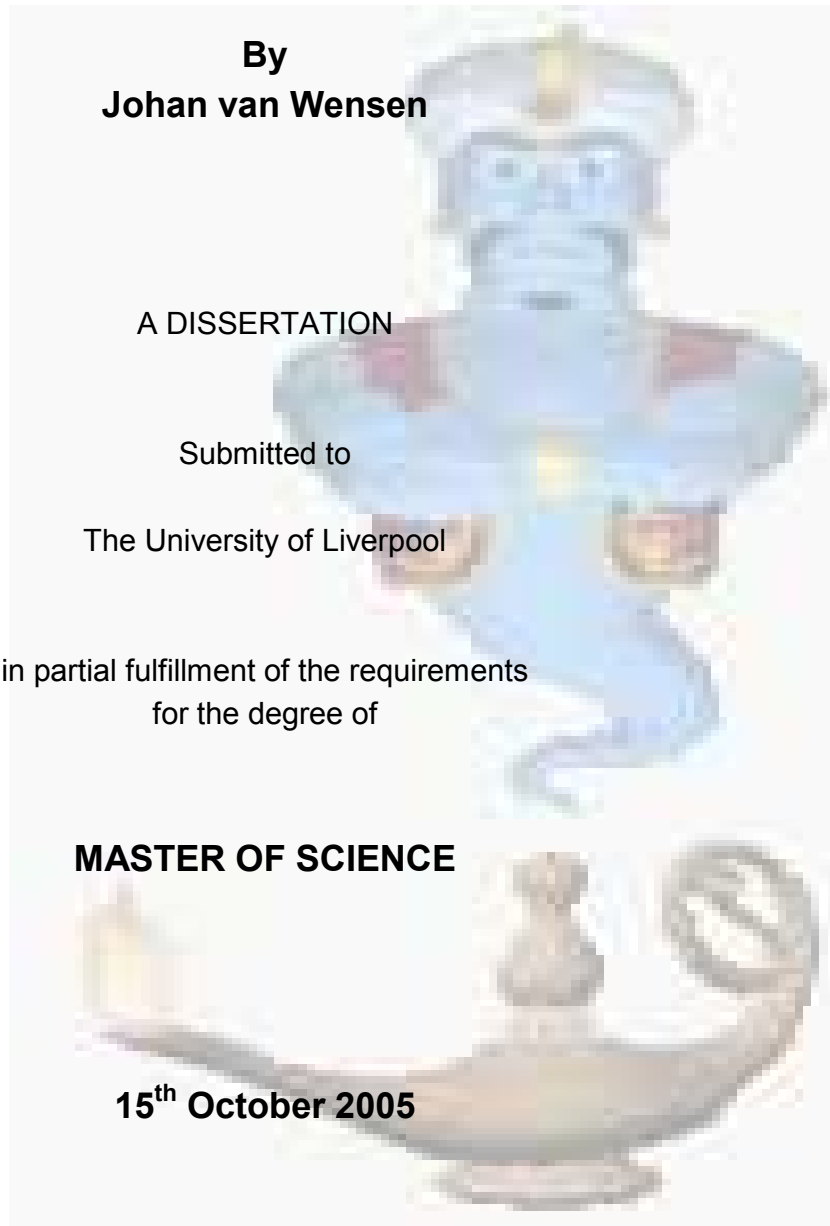 By
Johan van Wensen
A DISSERTATION
Submitted to
The University of Liverpool
in partial fulfillment of the requirements
for the degree of
MASTER OF SCIENCE
15th October 2005